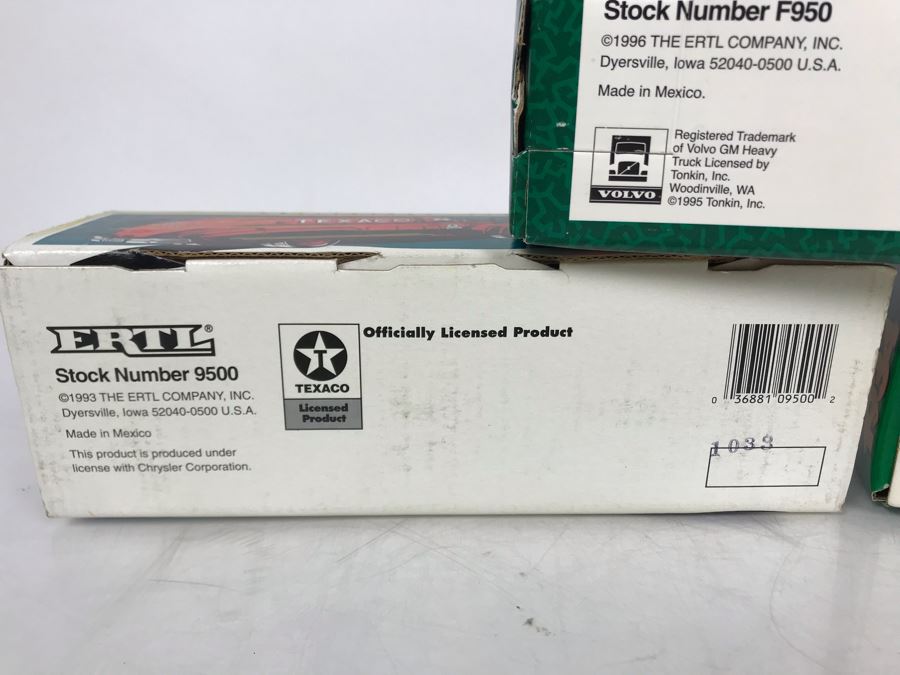 Stock Number F950
©1996 THE ERTL COMPANY, INC.
Dyersville, Iowa 52040-0500 U.S.A.
Made in Mexico.
VOLVO
Registered Trademark
of Volvo GM Heavy
Truck Licensed by
Tonkin, Inc.
Woodinville, WA
©1995 Tonkin, Inc.
TEXACO
ERTL®
Stock Number 9500
©1993 THE ERTL COMPANY, INC.
Dyersville, Iowa 52040-0500 U.S.A.
Made in Mexico
This product is produced under
license with Chrysler Corporation.
T
TEXACO
Licensed
Product
Officially Licensed Product
0 36881 09500 2
1033